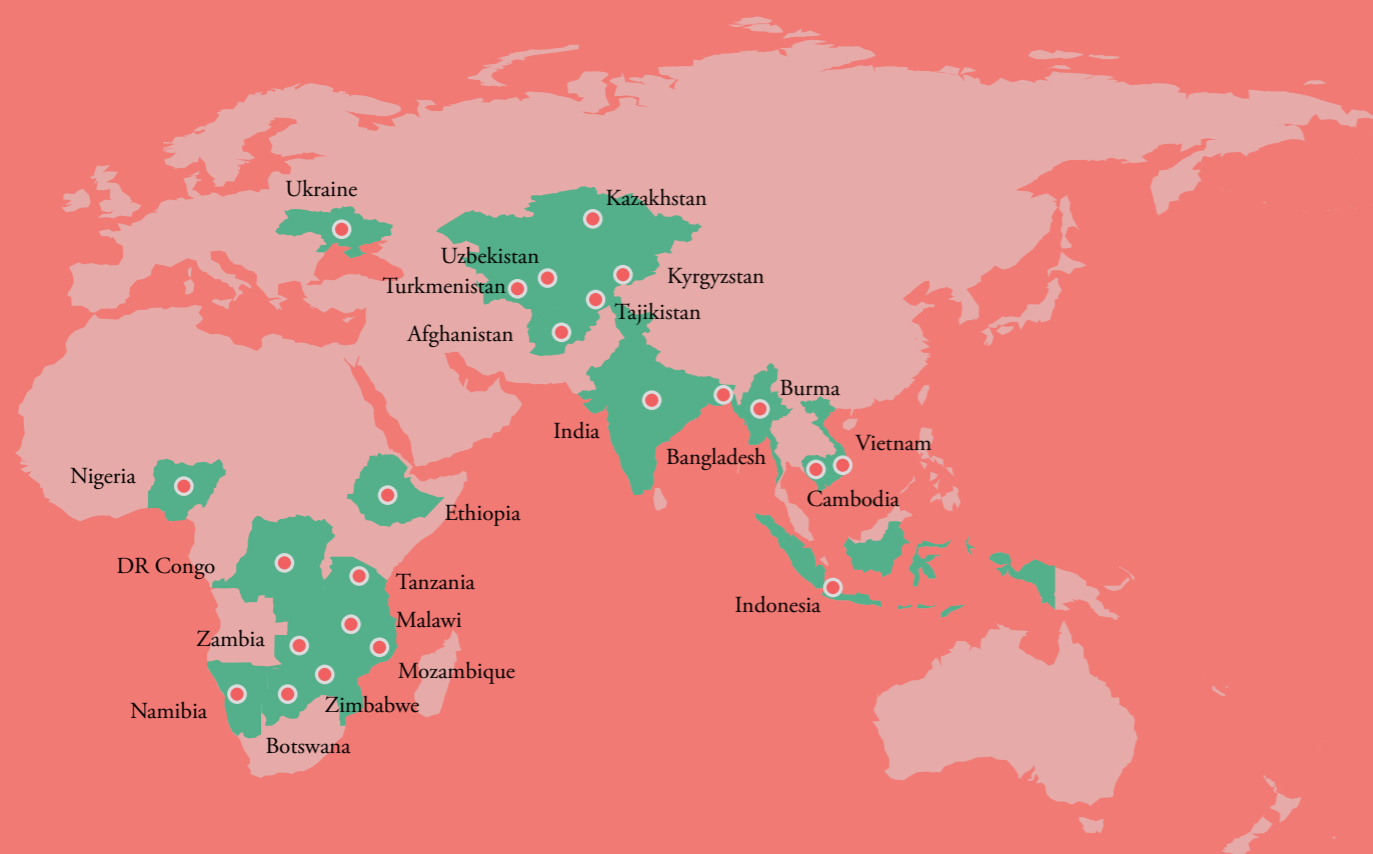 Ukraine
Kazakhstan
Uzbekistan
Kyrgyzstan
Turkmenistan
Tajikistan
Afghanistan
Burma
India
Vietnam
Bangladesh
Nigeria
Cambodia
Ethiopia
DR Congo
Tanzania
Indonesia
Malawi
Zambia
Mozambique
Zimbabwe
Namibia
Botswana